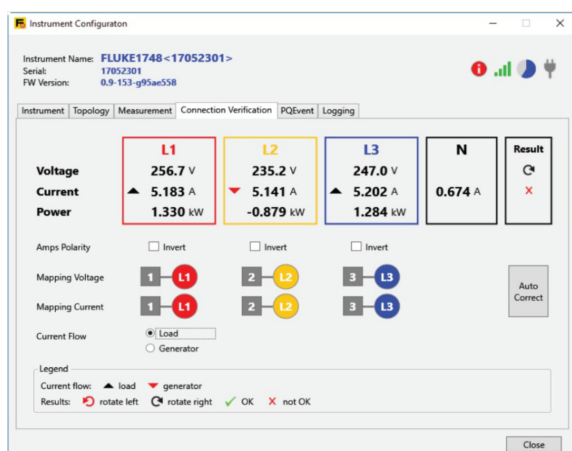 Instrument Configuraton
Instrument Name: FLUKE1748<17052301>
Serial: 17052301
FW Version: 0.9-153-g95ae558
Instrument Topology Measurement Connection Verification PQEvent Logging
L1 L2 L3 N Result
Voltage 256.7 V 235.2 V 247.0 V
Current 5.183 A 5.141 A 5.202 A 0.674 A
Power 1.330 kW -0.879 kW 1.284 kW
Amps Polarity Invert Invert Invert
Mapping Voltage 1 L1 2 L2 3 L3
Mapping Current 1 L1 2 L2 3 L3
Auto
Correct
Current Flow Load
Generator
Legend
Current flow: load generator
Results: rotate left rotate right OK not OK
Close